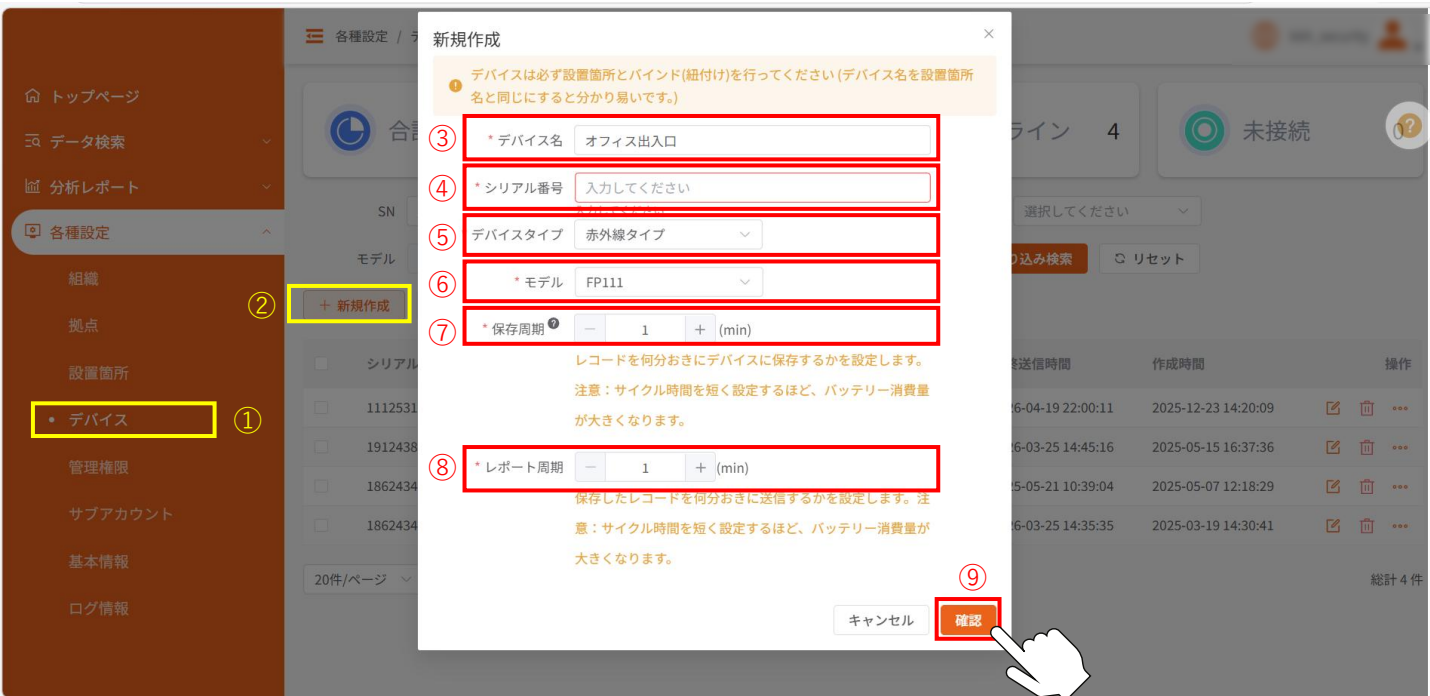 各種設定 /
新規作成
デバイスは必ず設置箇所とバインド(紐付け)を行ってください (デバイス名を設置箇所
名と同じにすると分かり易いです。)
トップページ
データ検索
分析レポート
各種設定
組織
拠点
設置箇所
① デバイス
管理権限
サブアカウント
基本情報
ログ情報
ライン 4
未接続 0
?
SN
選択してください
モデル
り込み検索
リセット
② + 新規作成
③ * デバイス名 オフィス出入口
④ * シリアル番号 入力してください
⑤ デバイスタイプ 赤外線タイプ
⑥ * モデル FP111
⑦ * 保存周期 ? − 1 + (min)
レコードを何分おきにデバイスに保存するかを設定します。
注意：サイクル時間を短く設定するほど、バッテリー消費量
が大きくなります。
⑧ * レポート周期 − 1 + (min)
保存したレコードを何分おきに送信するかを設定します。注
意：サイクル時間を短く設定するほど、バッテリー消費量が
大きくなります。
⑨
キャンセル
確認
シリアル
送信時間 作成時間 操作
1112531 6-04-19 22:00:11 2025-12-23 14:20:09
1912438 6-03-25 14:45:16 2025-05-15 16:37:36
1862434 5-05-21 10:39:04 2025-05-07 12:18:29
1862434 6-03-25 14:35:35 2025-03-19 14:30:41
20件/ページ
総計 4 件